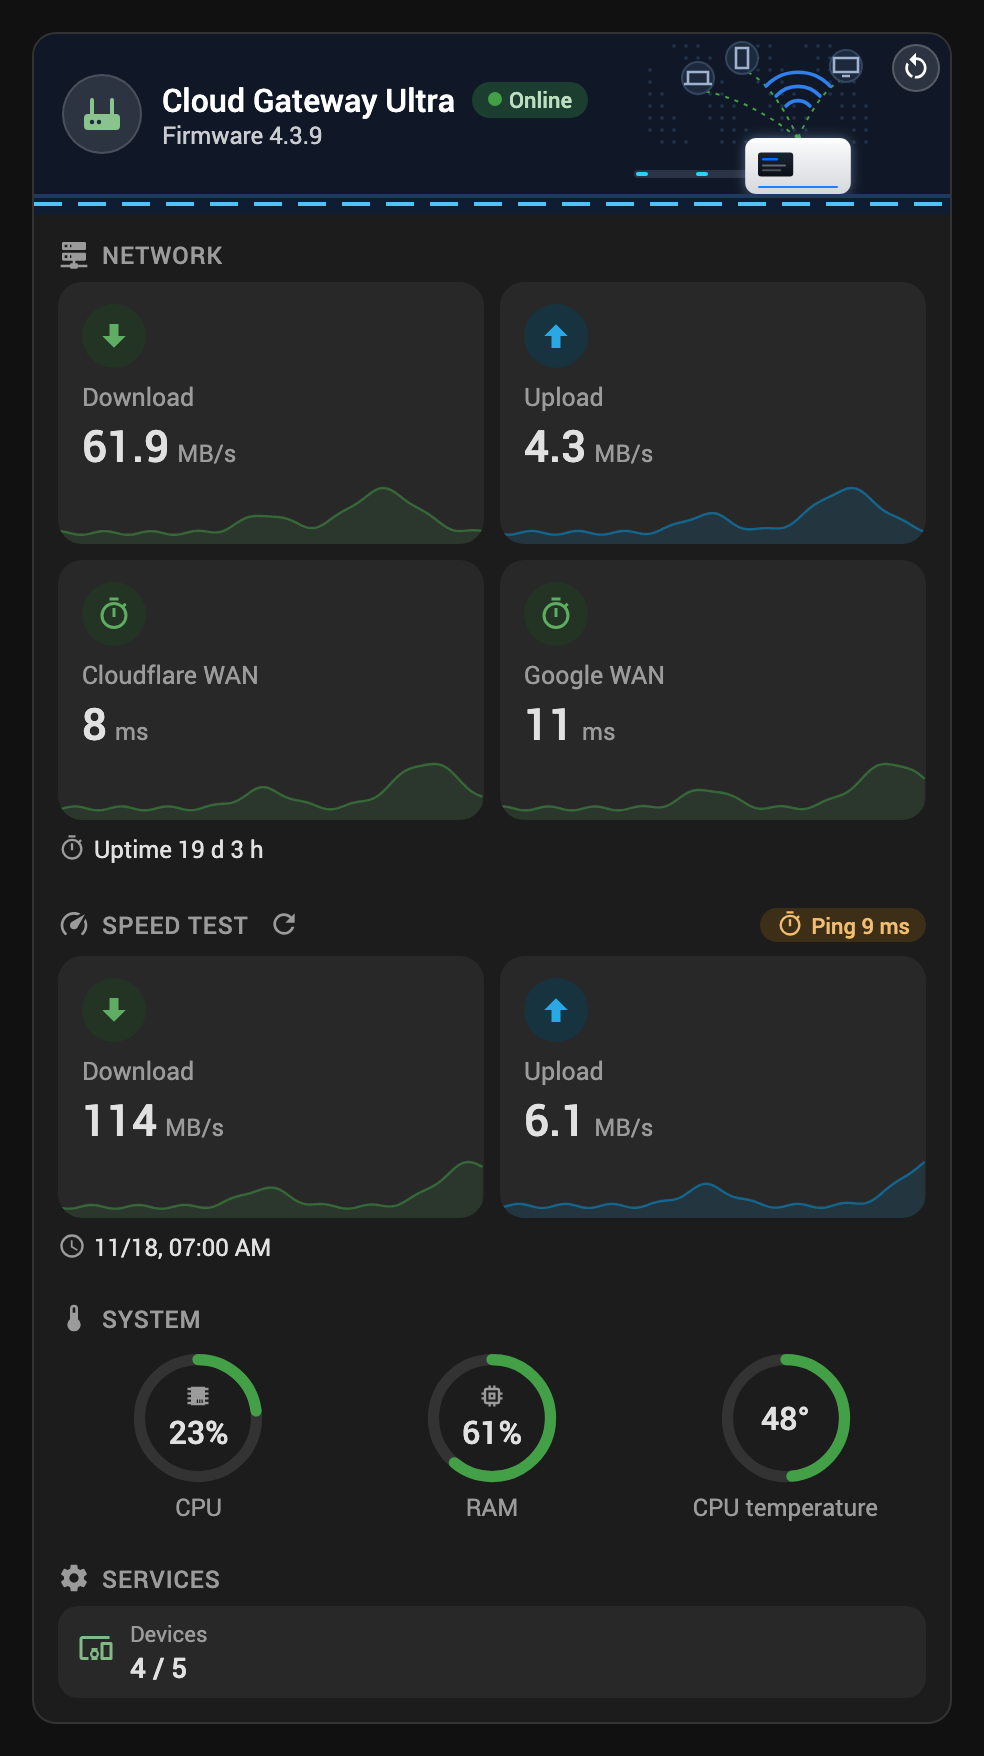 Cloud Gateway Ultra
Online
Firmware 4.3.9
NETWORK
Download
61.9 MB/s
Upload
4.3 MB/s
Cloudflare WAN
8 ms
Google WAN
11 ms
Uptime 19 d 3 h
SPEED TEST
Ping 9 ms
Download
114 MB/s
Upload
6.1 MB/s
11/18, 07:00 AM
SYSTEM
23%
CPU
61%
RAM
48°
CPU temperature
SERVICES
Devices
4 / 5